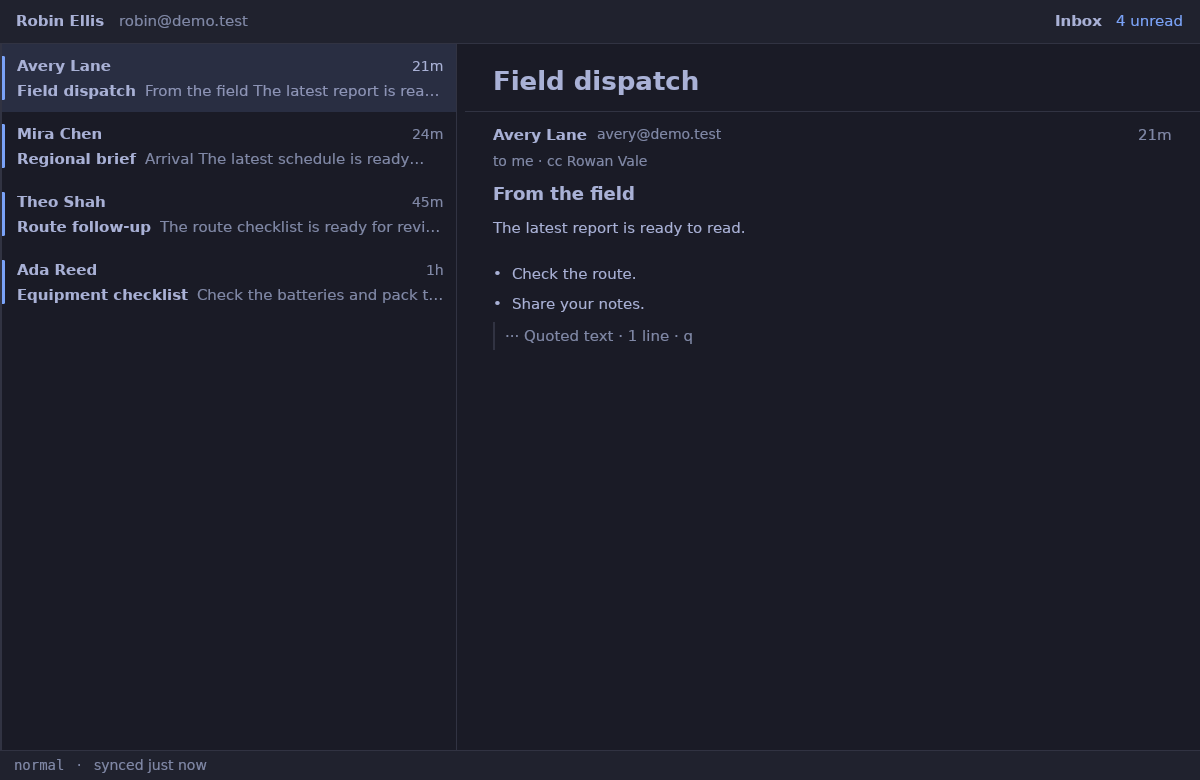 Robin Ellis robin@demo.test
Inbox 4 unread
Avery Lane 21m
Field dispatch From the field The latest report is rea…
Mira Chen 24m
Regional brief Arrival The latest schedule is ready…
Theo Shah 45m
Route follow-up The route checklist is ready for revi…
Ada Reed 1h
Equipment checklist Check the batteries and pack t…
Field dispatch
Avery Lane avery@demo.test 21m
to me · cc Rowan Vale
From the field
The latest report is ready to read.
• Check the route.
• Share your notes.
··· Quoted text · 1 line · q
normal · synced just now